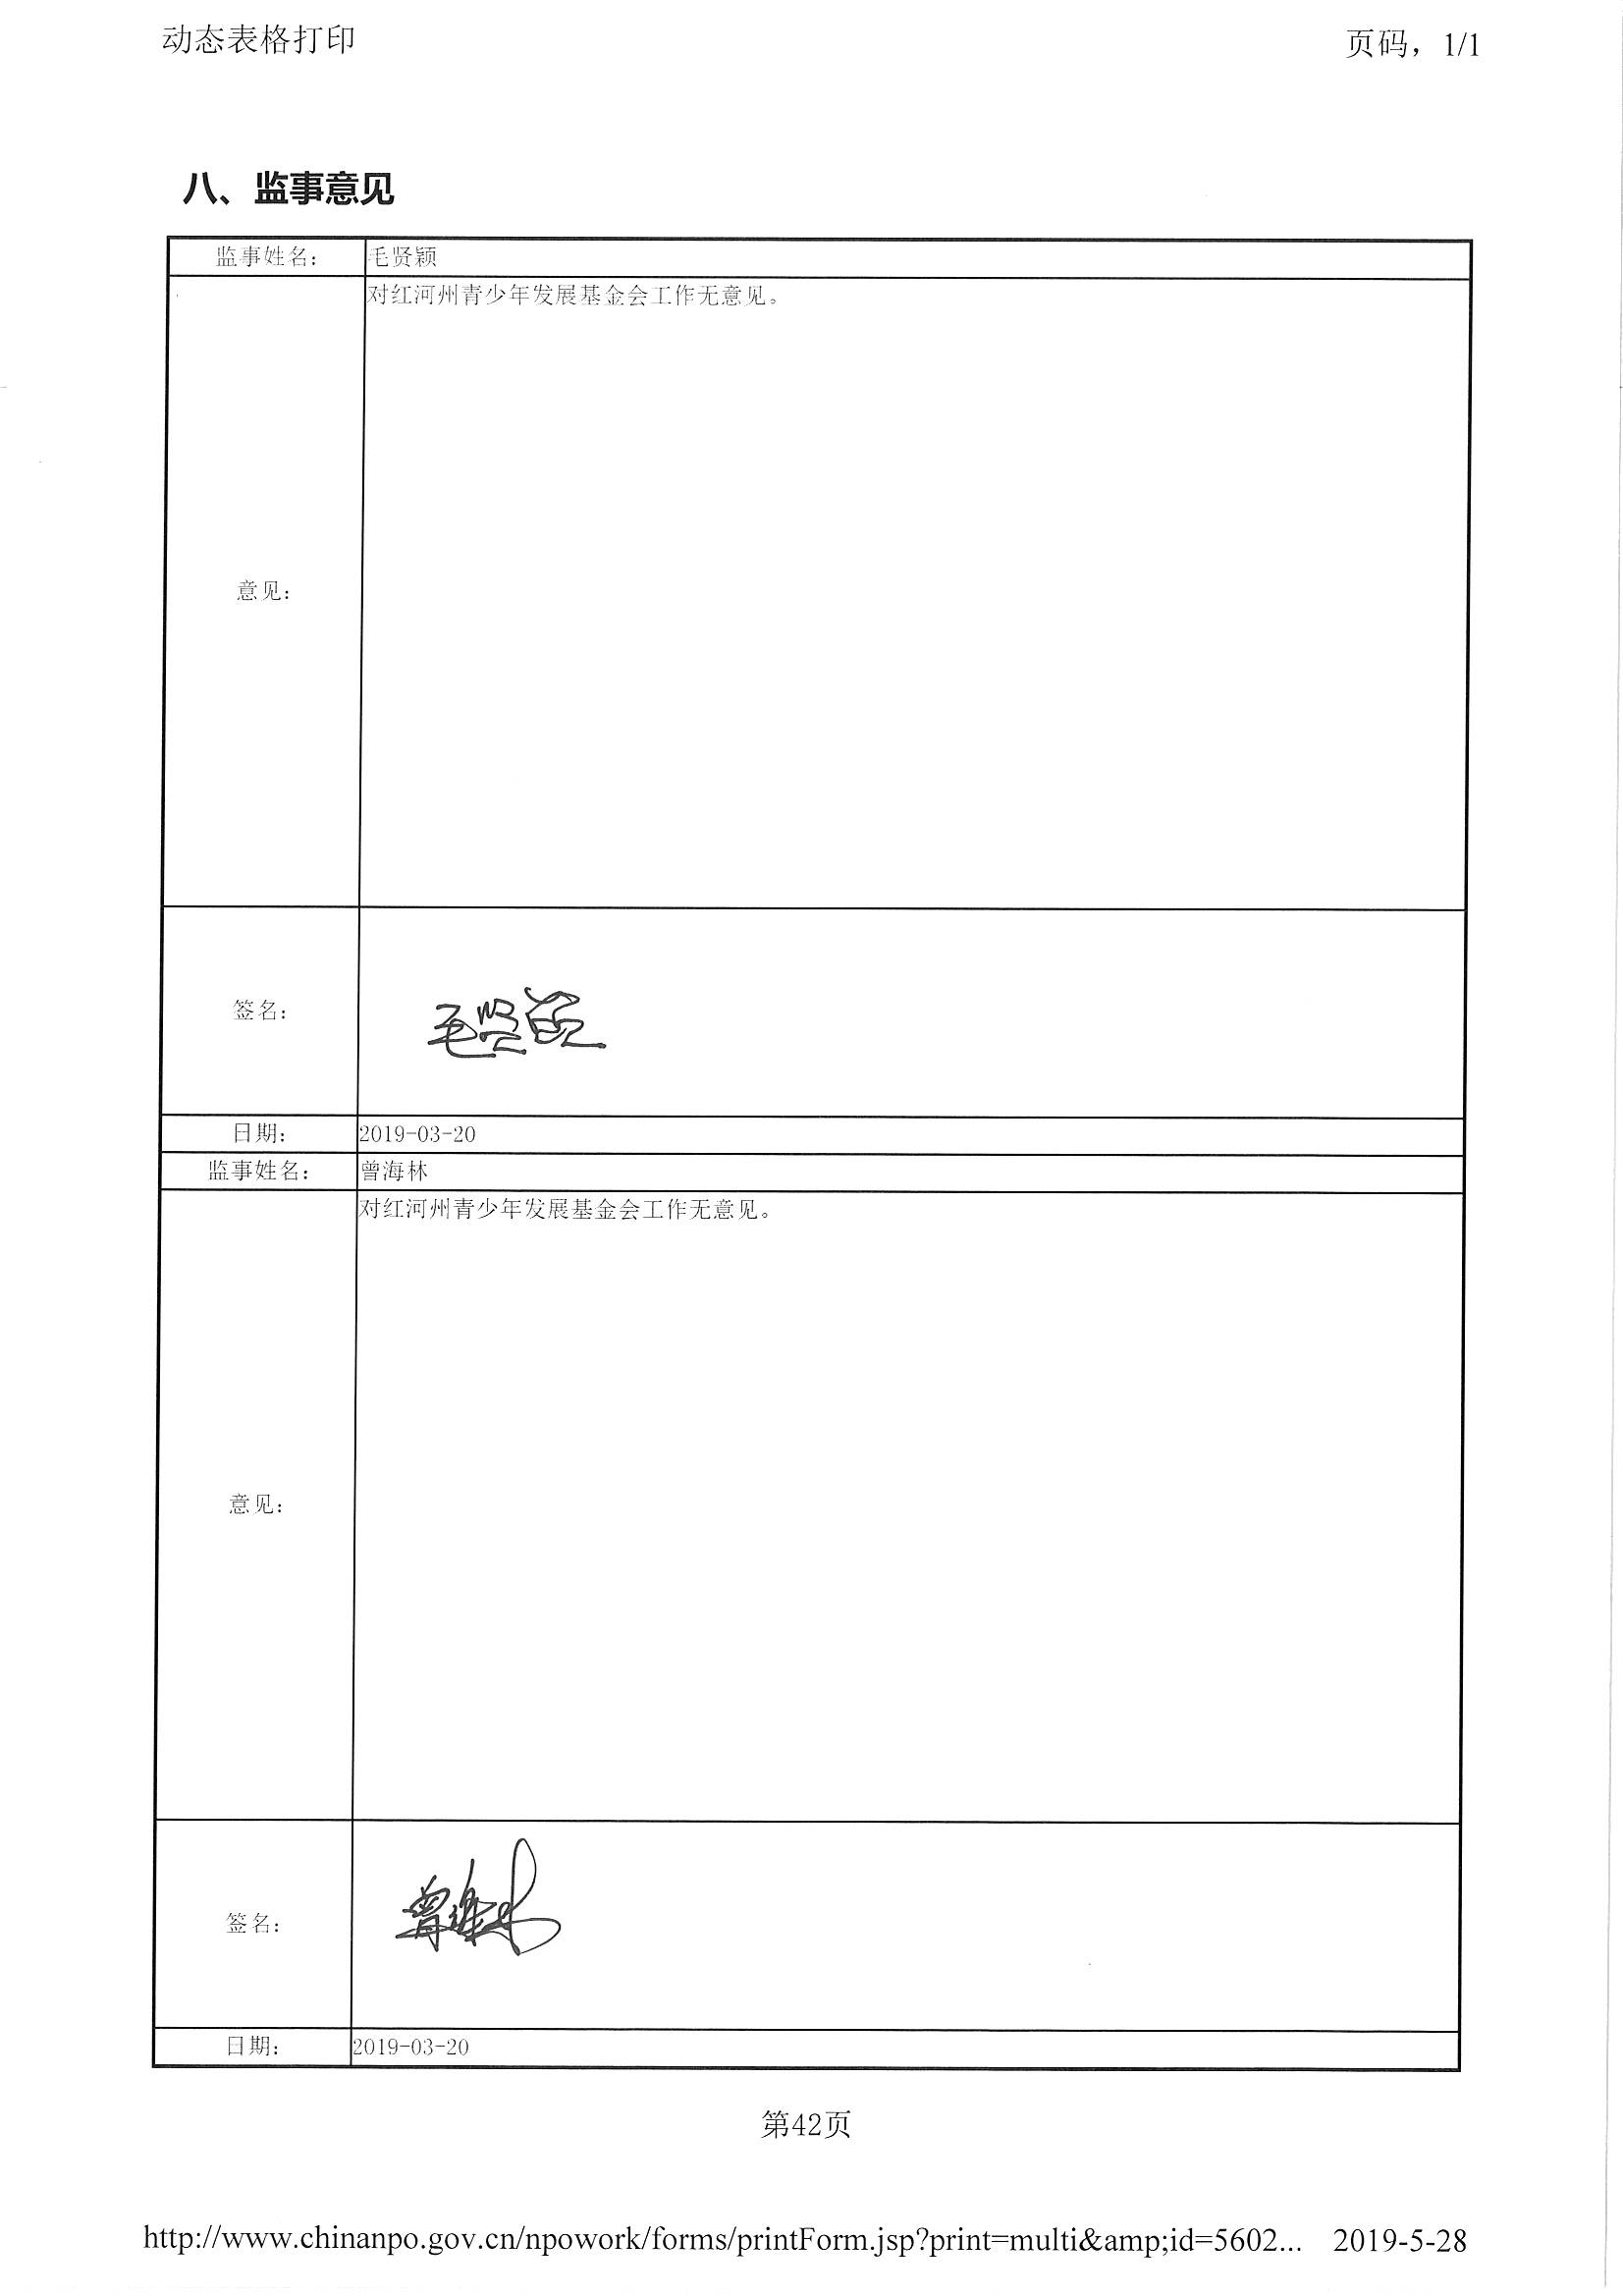 动态表格打印 页码，1/1
八、监事意见
监事姓名： 毛贤颖
对红河州青少年发展基金会工作无意见。
意见：
签名： 毛贤颖
日期： 2019-03-20
监事姓名： 曾海林
对红河州青少年发展基金会工作无意见。
意见：
签名： 曾海林
日期： 2019-03-20
第42页
http://www.chinanpo.gov.cn/npowork/forms/printForm.jsp?print=multi&amp;id=5602... 2019-5-28